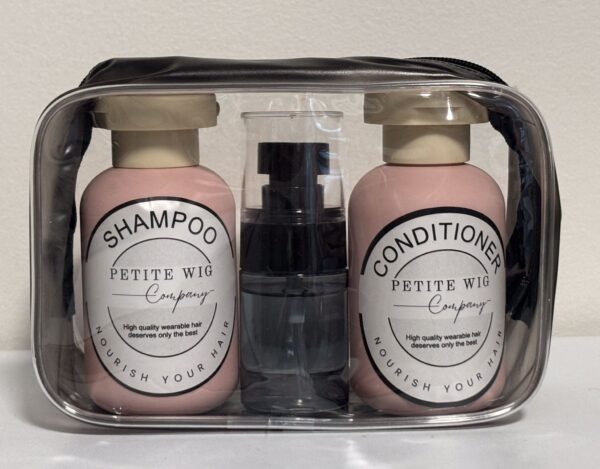 SHAMPOO
PETITE WIG
Company
High quality wearable hair
deserves only the best
NOURISH YOUR HAIR
CONDITIONER
PETITE WIG
Company
High quality wearable hair
deserves only the best
NOURISH YOUR HAIR